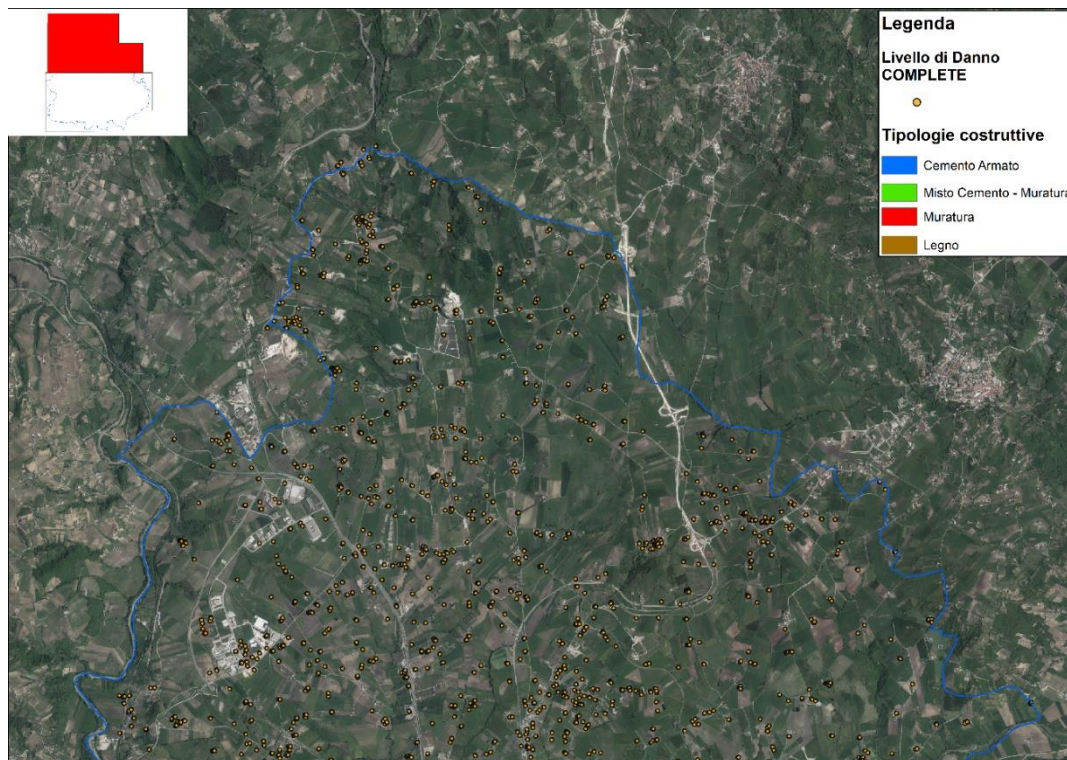 Legenda
Livello di Danno
COMPLETE
Tipologie costruttive
Cemento Armato
Misto Cemento - Muratura
Muratura
Legno